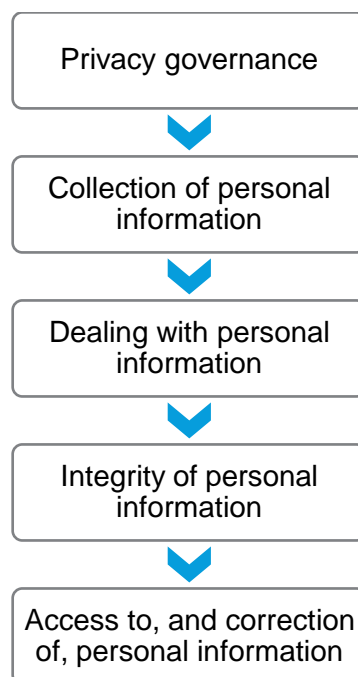 Privacy governance
Collection of personal
information
Dealing with personal
information
Integrity of personal
information
Access to, and correction
of, personal information